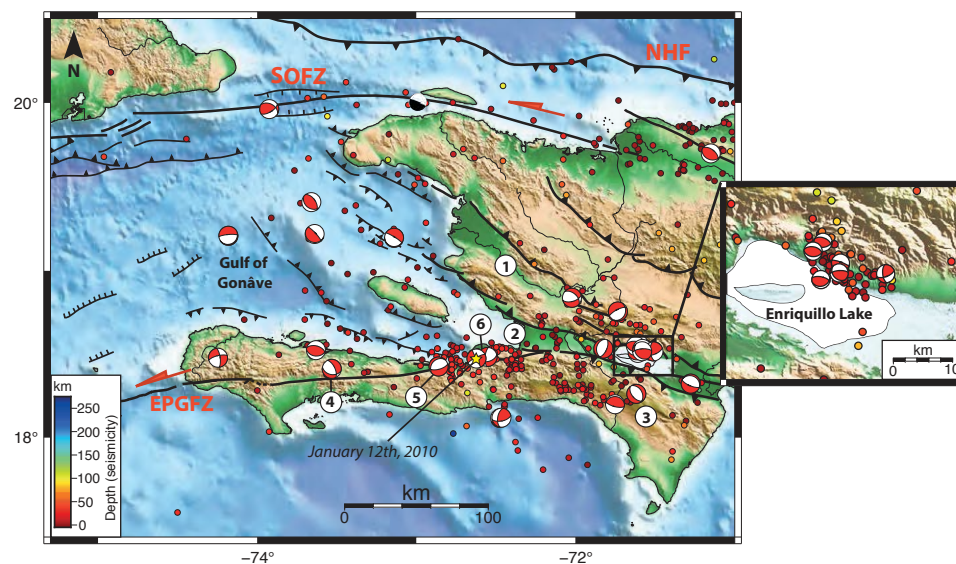 NHF
N
SOFZ
20°
1
Gulf of
Gonâve
Enriquillo Lake
6
2
km
0
10
km
250
200
150
100
50
0
Depth (seismicity)
EPGFZ
4
5
3
18°
January 12th, 2010
km
0
100
−74°
−72°